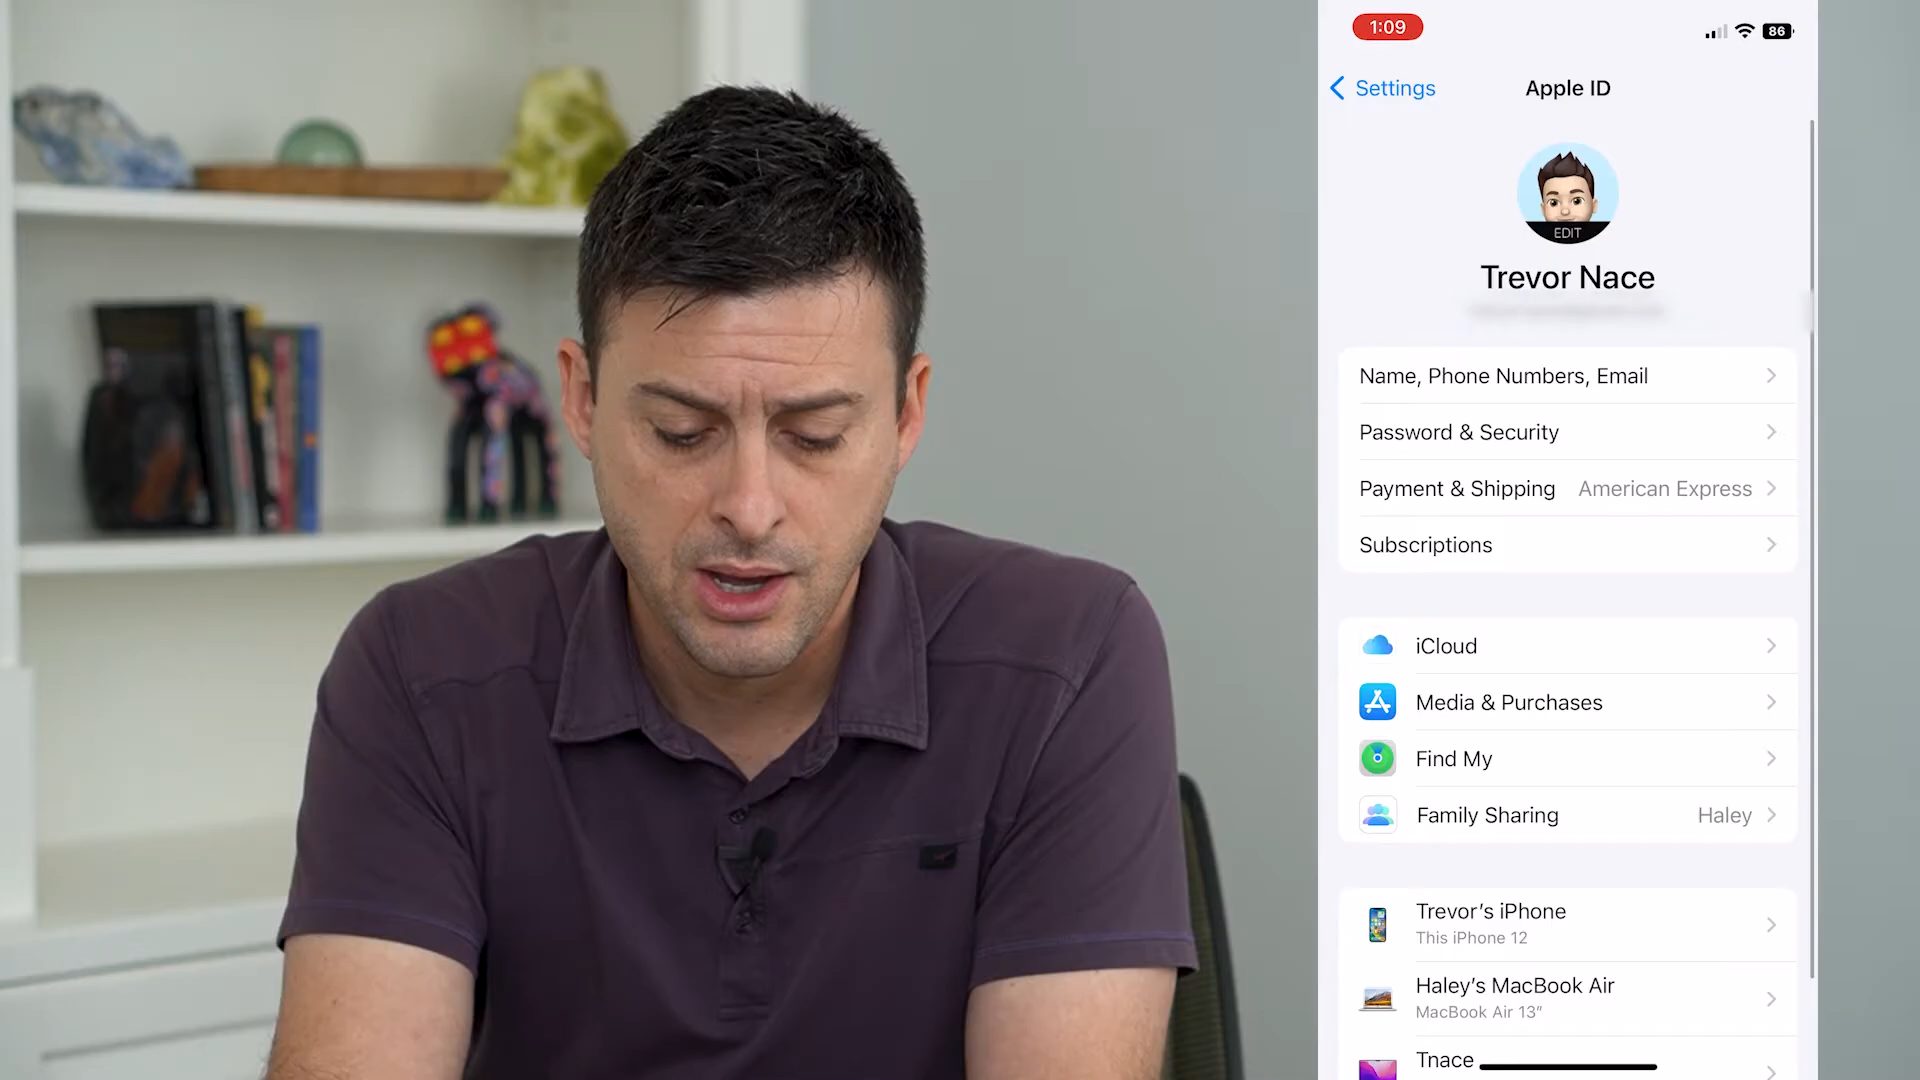 1:09
86
Settings
Apple ID
EDIT
Trevor Nace
Name, Phone Numbers, Email
Password & Security
Payment & Shipping American Express
Subscriptions
iCloud
Media & Purchases
Find My
Family Sharing Haley
Trevor’s iPhone
This iPhone 12
Haley’s MacBook Air
MacBook Air 13”
Tnace